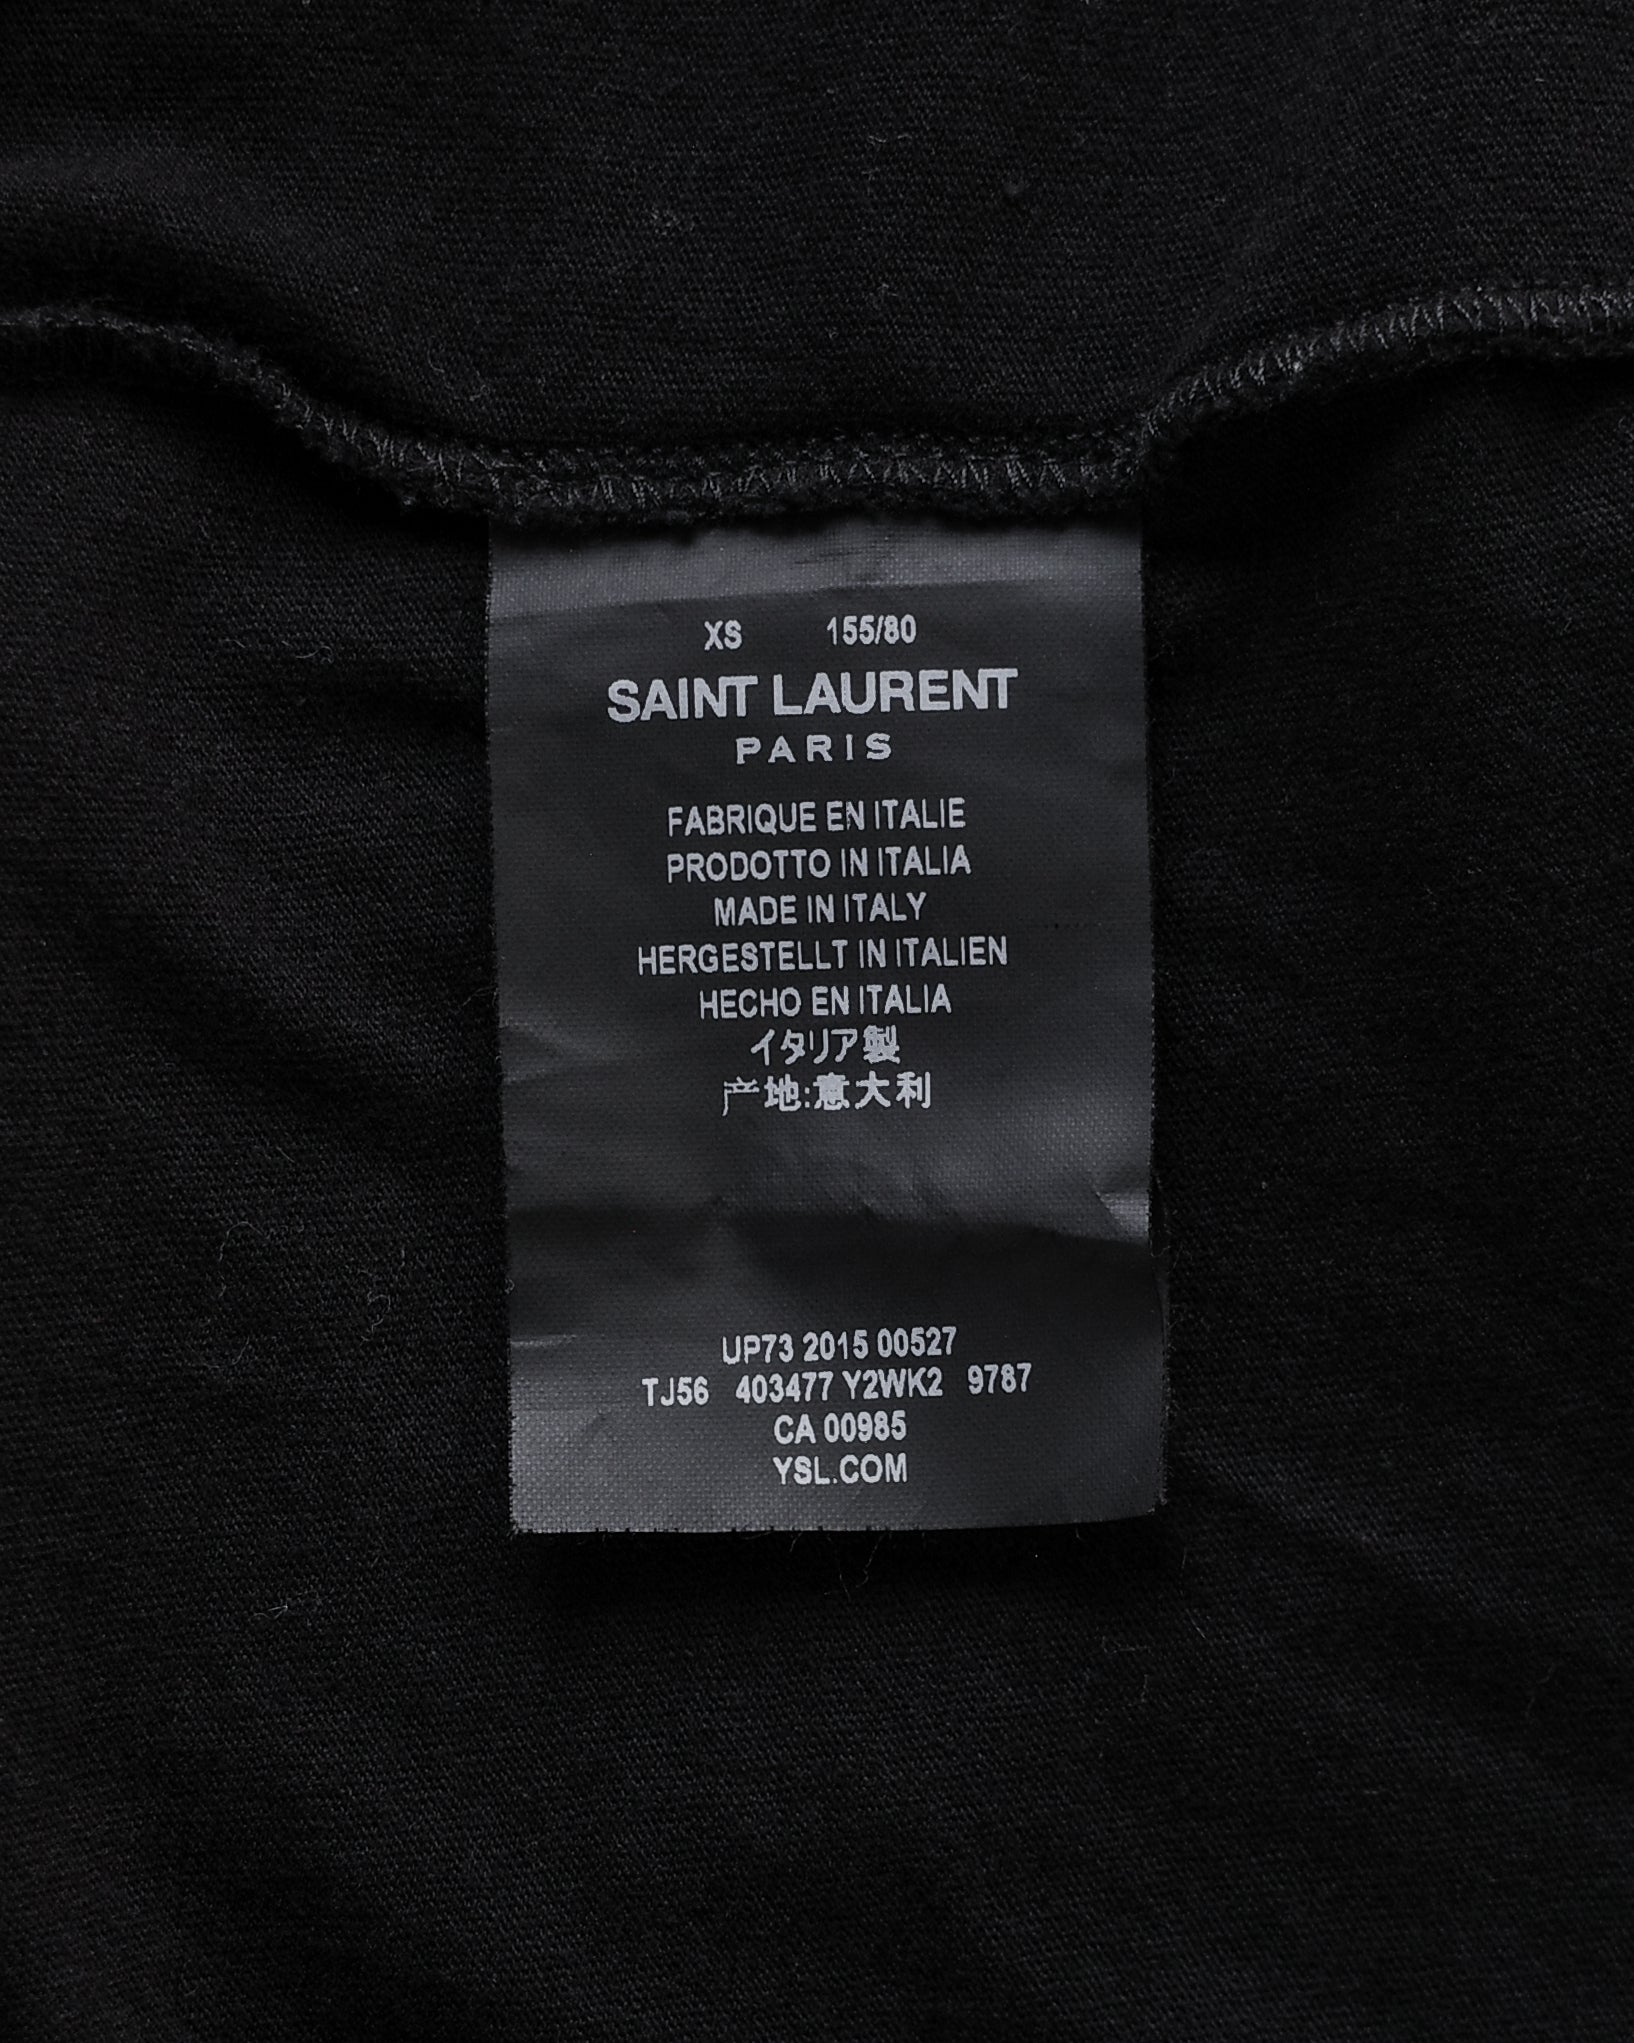 XS 155/80
SAINT LAURENT
PARIS
FABRIQUE EN ITALIE
PRODOTTO IN ITALIA
MADE IN ITALY
HERGESTELLT IN ITALIEN
HECHO EN ITALIA
イタリア製
产地:意大利
UP73 2015 00527
TJ56 403477 Y2WK2 9787
CA 00985
YSL.COM